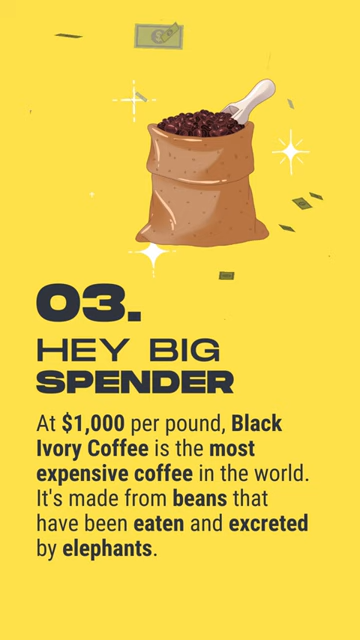 03.
HEY BIG
SPENDER
At $1,000 per pound, Black
Ivory Coffee is the most
expensive coffee in the world.
It's made from beans that
have been eaten and excreted
by elephants.